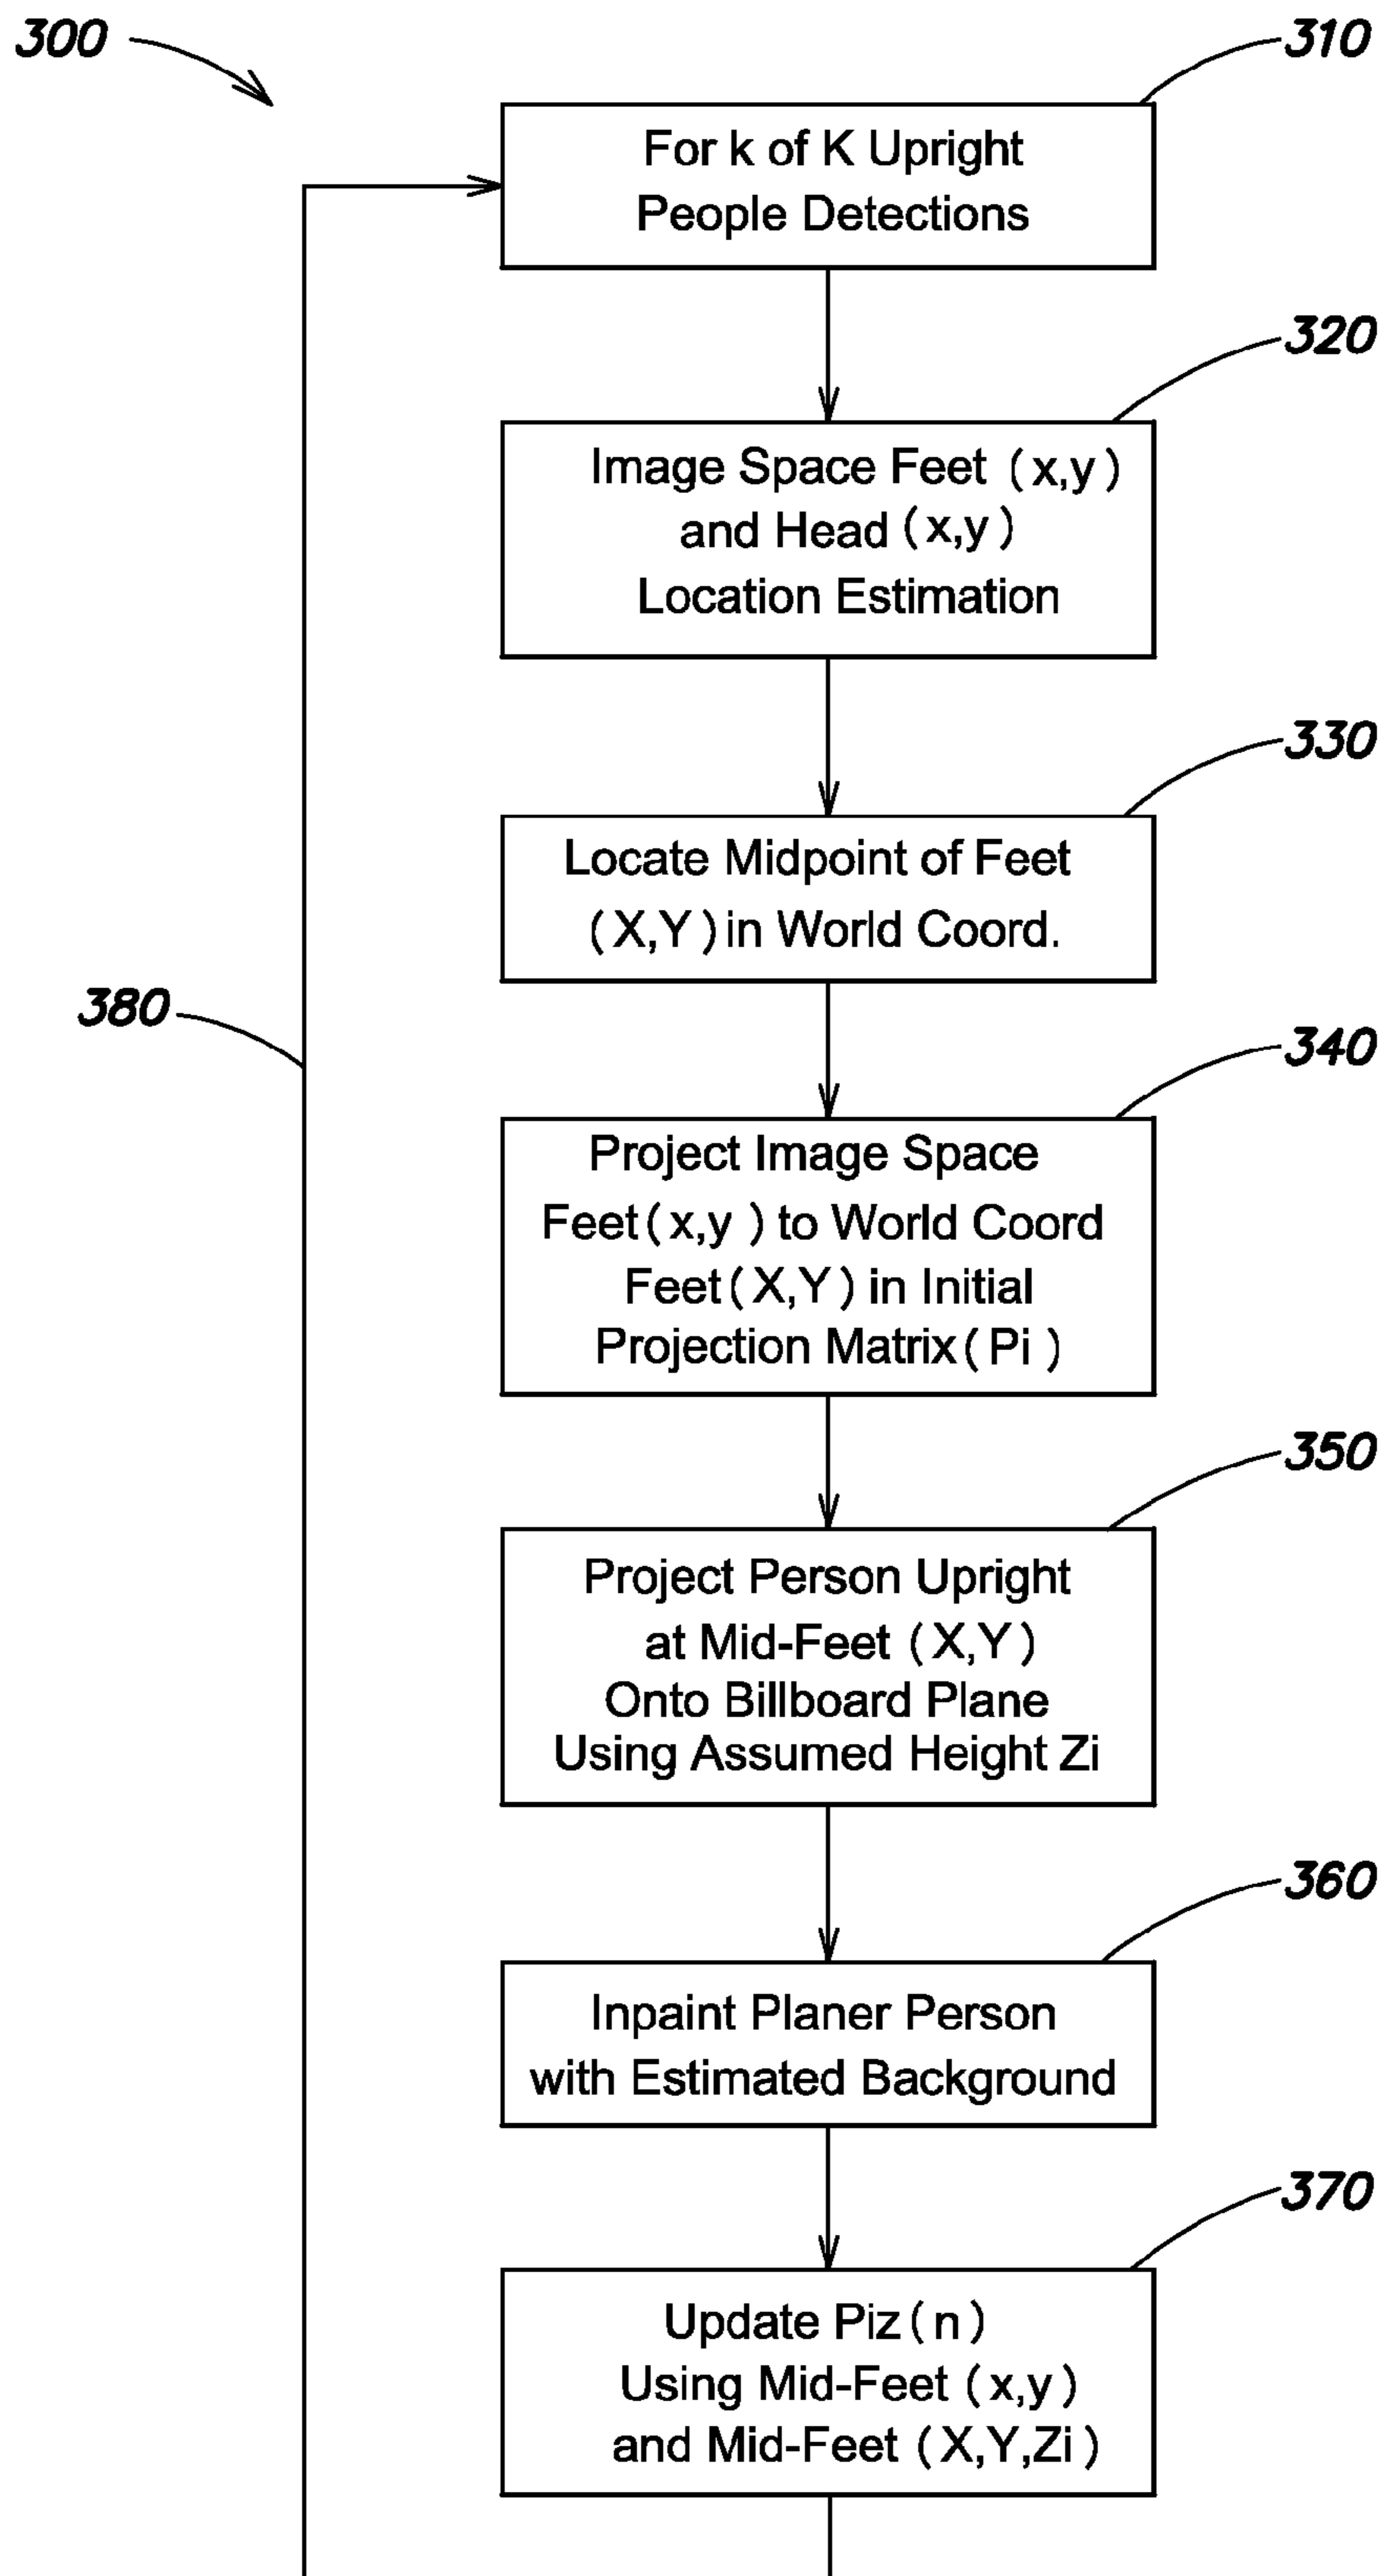 300
310
For k of K Upright
People Detections
320
Image Space Feet (x,y)
and Head (x,y)
Location Estimation
330
Locate Midpoint of Feet
(X,Y) in World Coord.
380
340
Project Image Space
Feet(x,y) to World Coord
Feet(X,Y) in Initial
Projection Matrix(Pi)
350
Project Person Upright
at Mid-Feet (X,Y)
Onto Billboard Plane
Using Assumed Height Zi
360
Inpaint Planer Person
with Estimated Background
370
Update Piz(n)
Using Mid-Feet (x,y)
and Mid-Feet (X,Y,Zi)